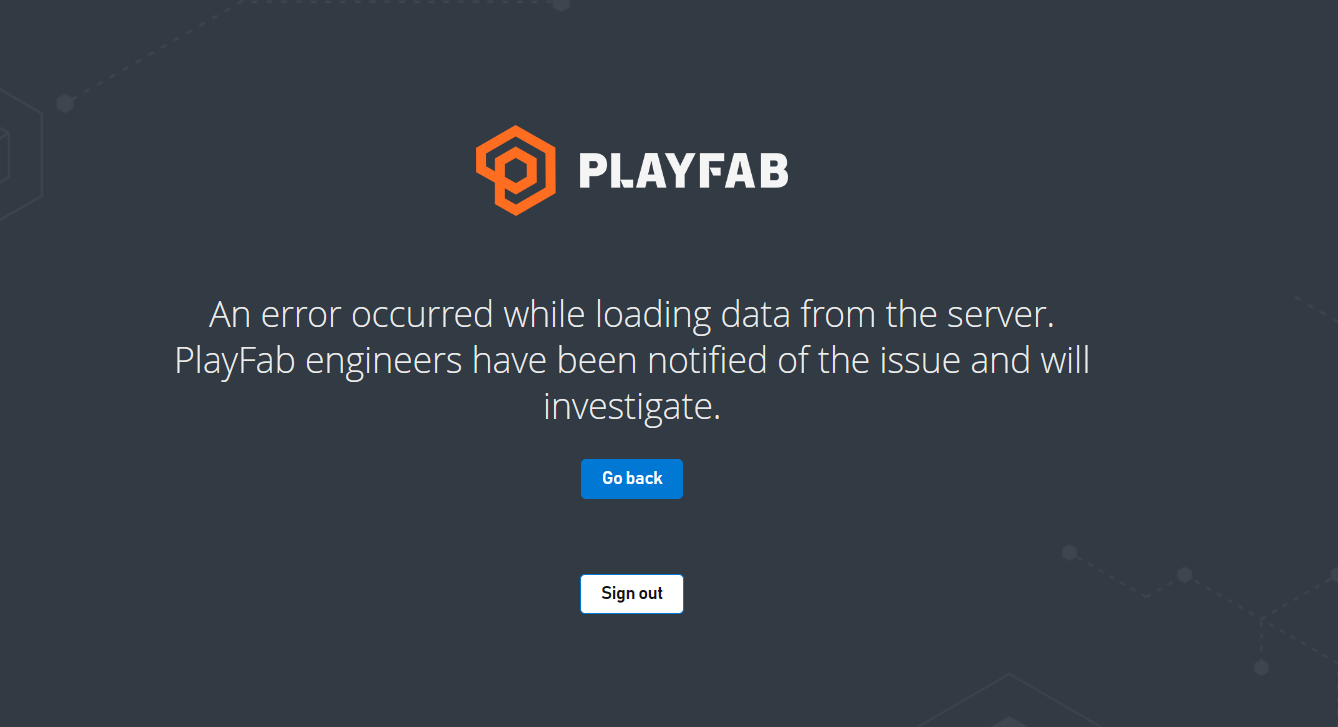 PLAYFAB
An error occurred while loading data from the server.
PlayFab engineers have been notified of the issue and will
investigate.
Go back
Sign out